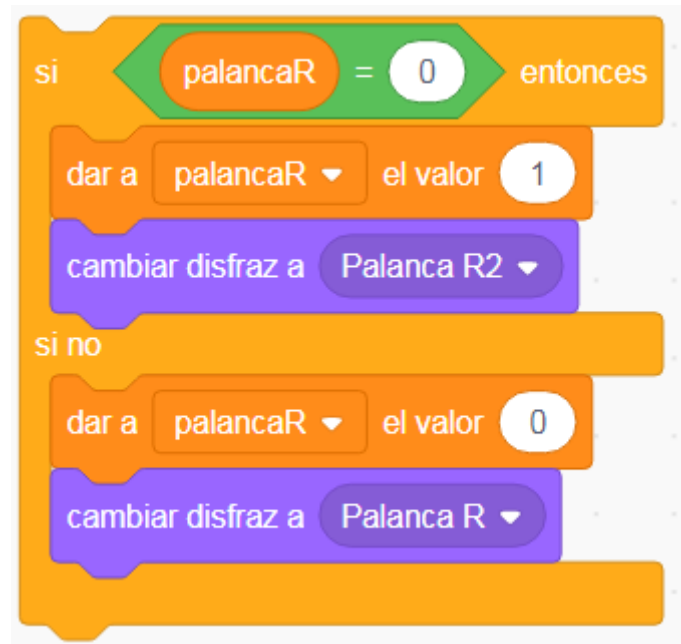 si palancaR = 0 entonces
dar a palancaR el valor 1
cambiar disfraz a Palanca R2
si no
dar a palancaR el valor 0
cambiar disfraz a Palanca R